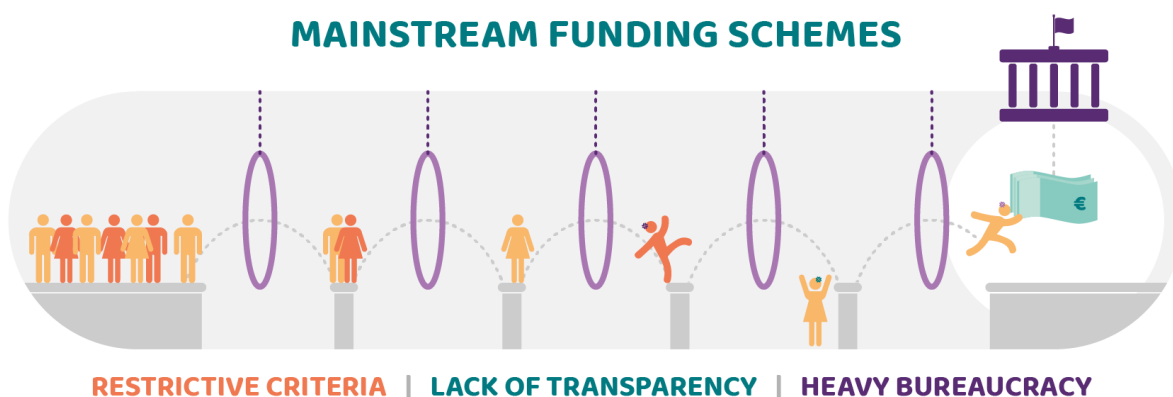 MAINSTREAM FUNDING SCHEMES
€
RESTRICTIVE CRITERIA | LACK OF TRANSPARENCY | HEAVY BUREAUCRACY